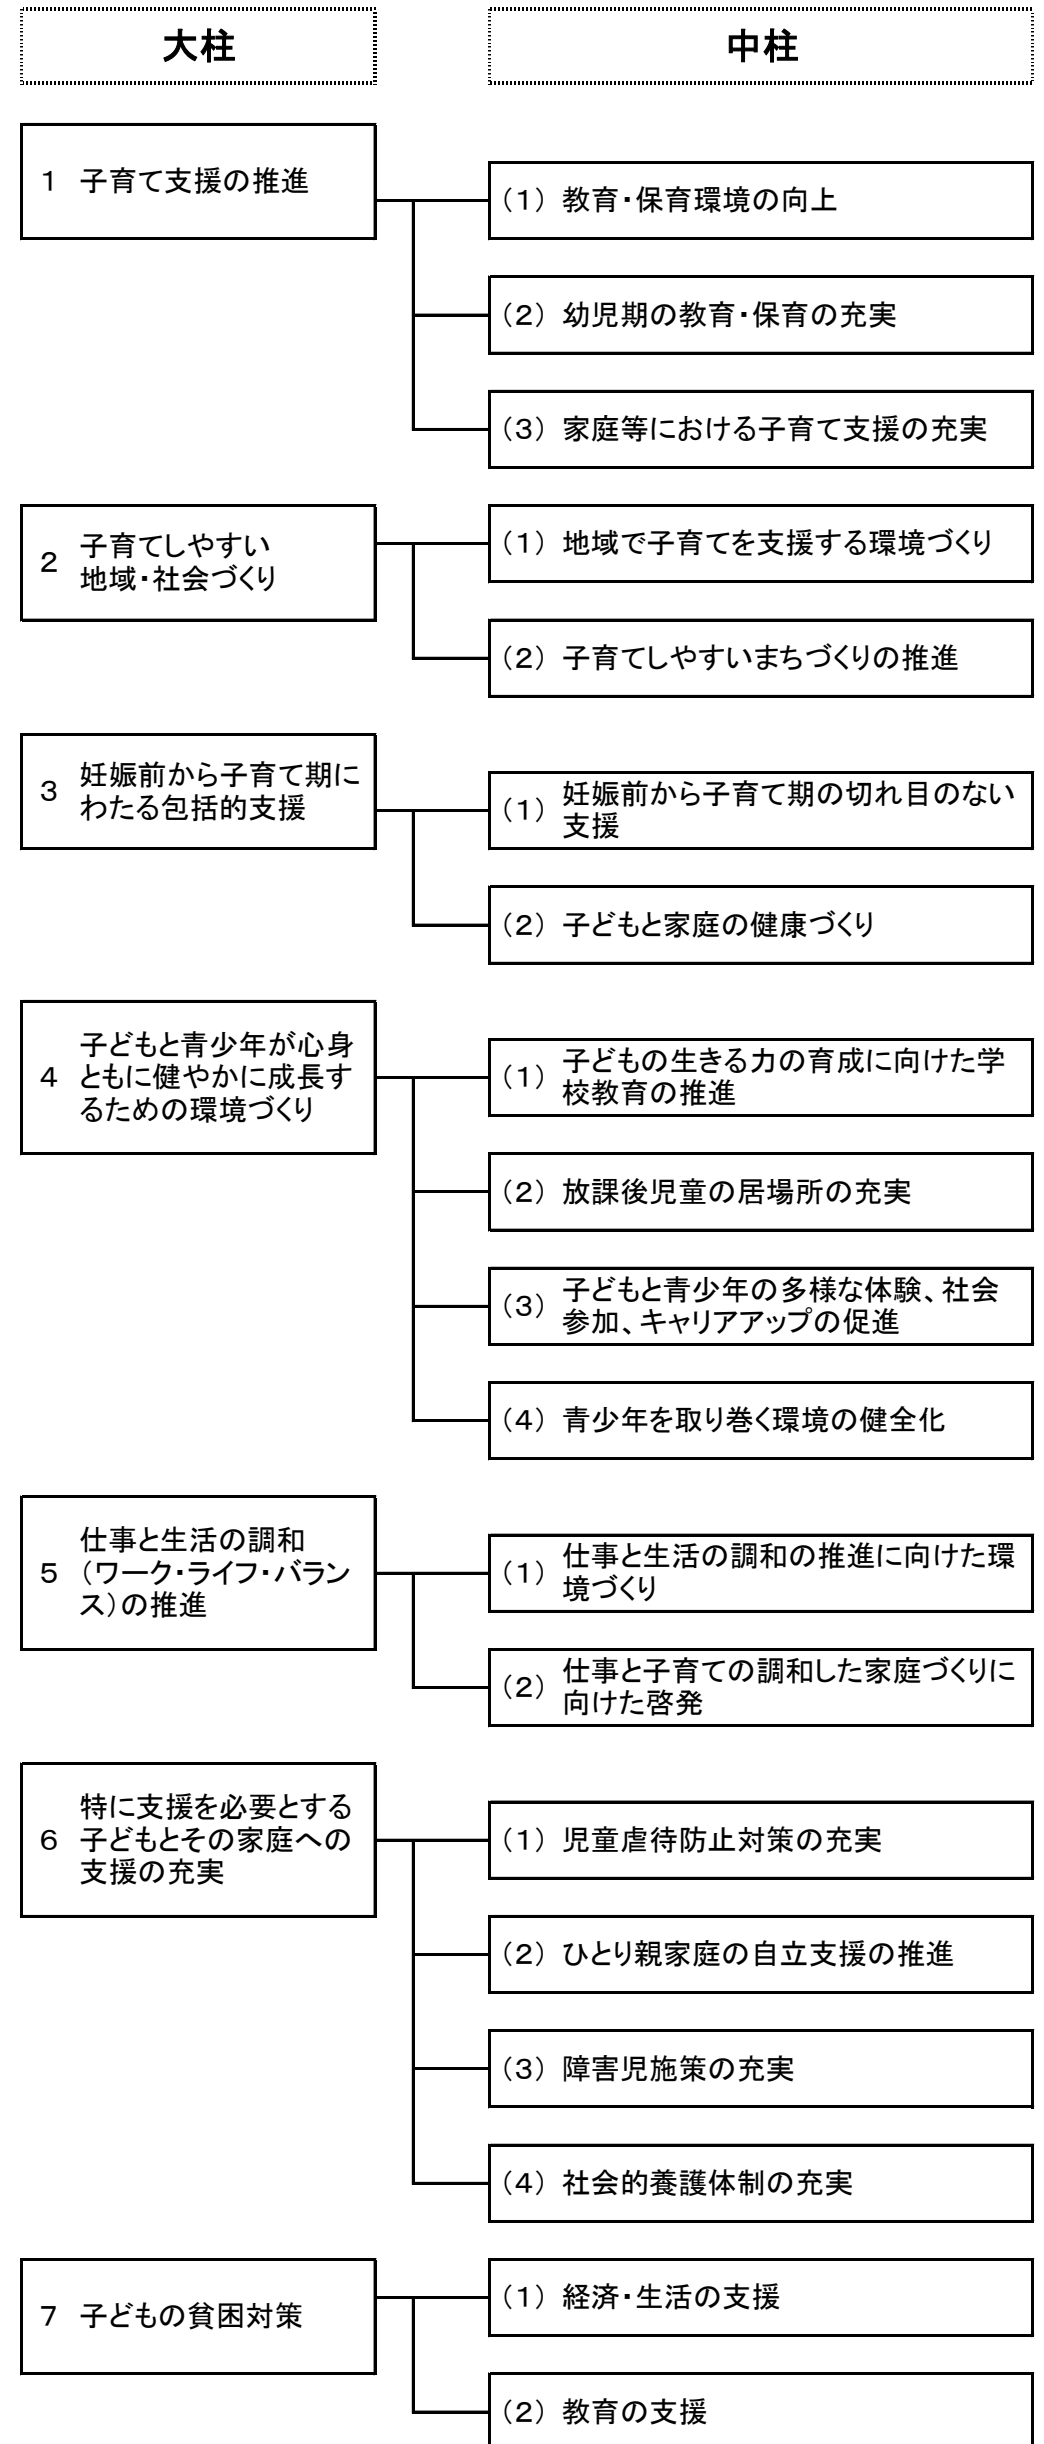 大柱
中柱
1 子育て支援の推進
(1) 教育・保育環境の向上
(2) 幼児期の教育・保育の充実
(3) 家庭等における子育て支援の充実
2 子育てしやすい
地域・社会づくり
(1) 地域で子育てを支援する環境づくり
(2) 子育てしやすいまちづくりの推進
3 妊娠前から子育て期に
わたる包括的支援
(1) 妊娠前から子育て期の切れ目のない
支援
(2) 子どもと家庭の健康づくり
4 子どもと青少年が心身
ともに健やかに成長す
るための環境づくり
(1) 子どもの生きる力の育成に向けた学
校教育の推進
(2) 放課後児童の居場所の充実
(3) 子どもと青少年の多様な体験、社会
参加、キャリアアップの促進
(4) 青少年を取り巻く環境の健全化
5 仕事と生活の調和
(ワーク・ライフ・バラン
ス)の推進
(1) 仕事と生活の調和の推進に向けた環
境づくり
(2) 仕事と子育ての調和した家庭づくりに
向けた啓発
6 特に支援を必要とする
子どもとその家庭への
支援の充実
(1) 児童虐待防止対策の充実
(2) ひとり親家庭の自立支援の推進
(3) 障害児施策の充実
(4) 社会的養護体制の充実
7 子どもの貧困対策
(1) 経済・生活の支援
(2) 教育の支援